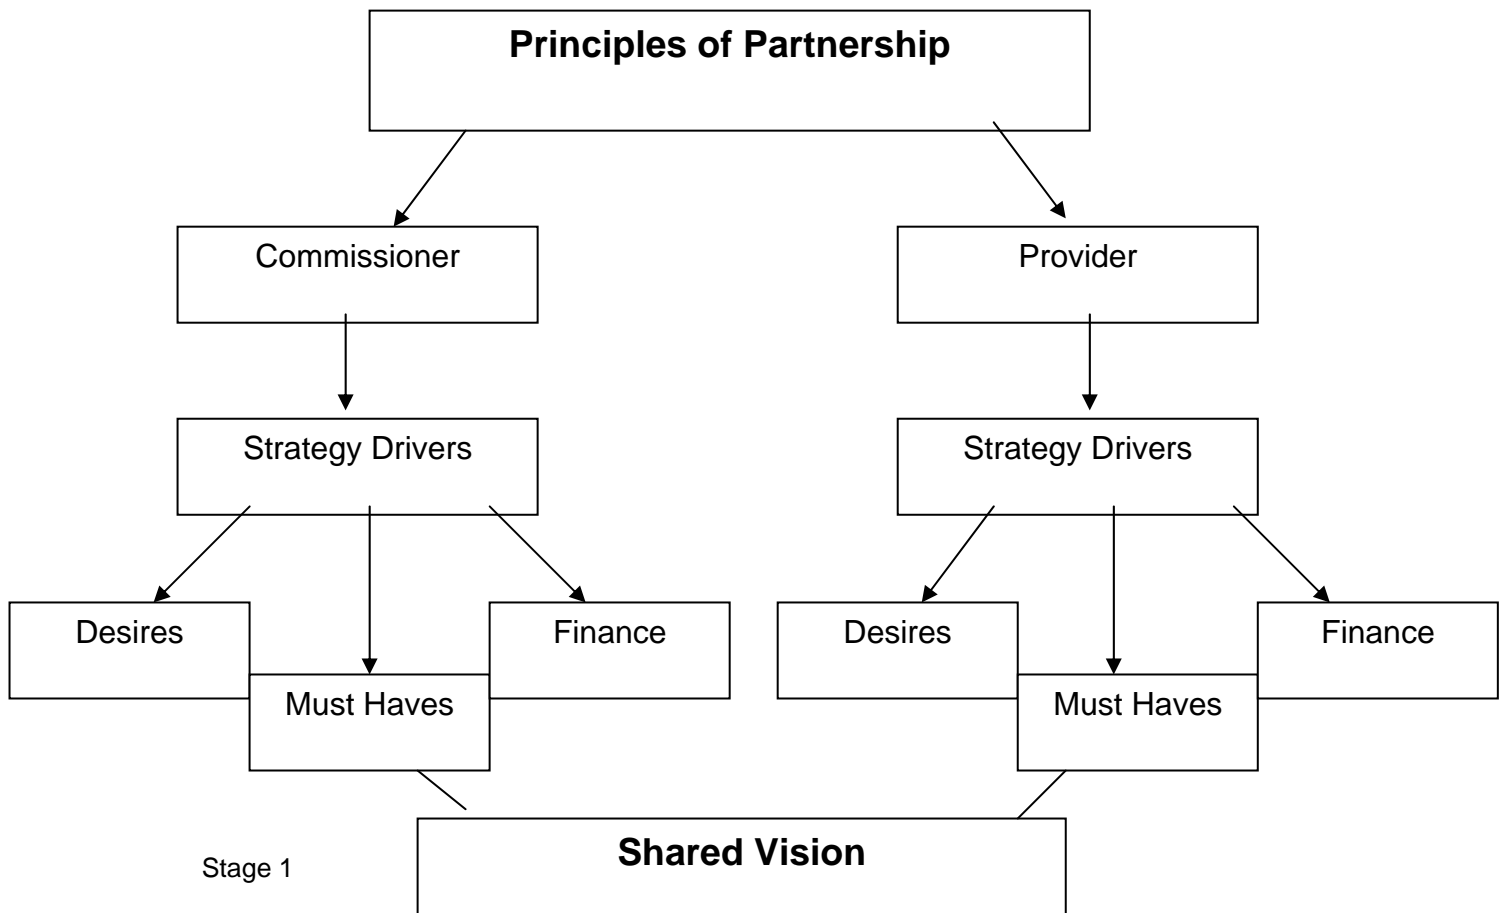 Principles of Partnership
Commissioner
Provider
Strategy Drivers
Strategy Drivers
Desires
Finance
Desires
Finance
Must Haves
Must Haves
Shared Vision
Stage 1